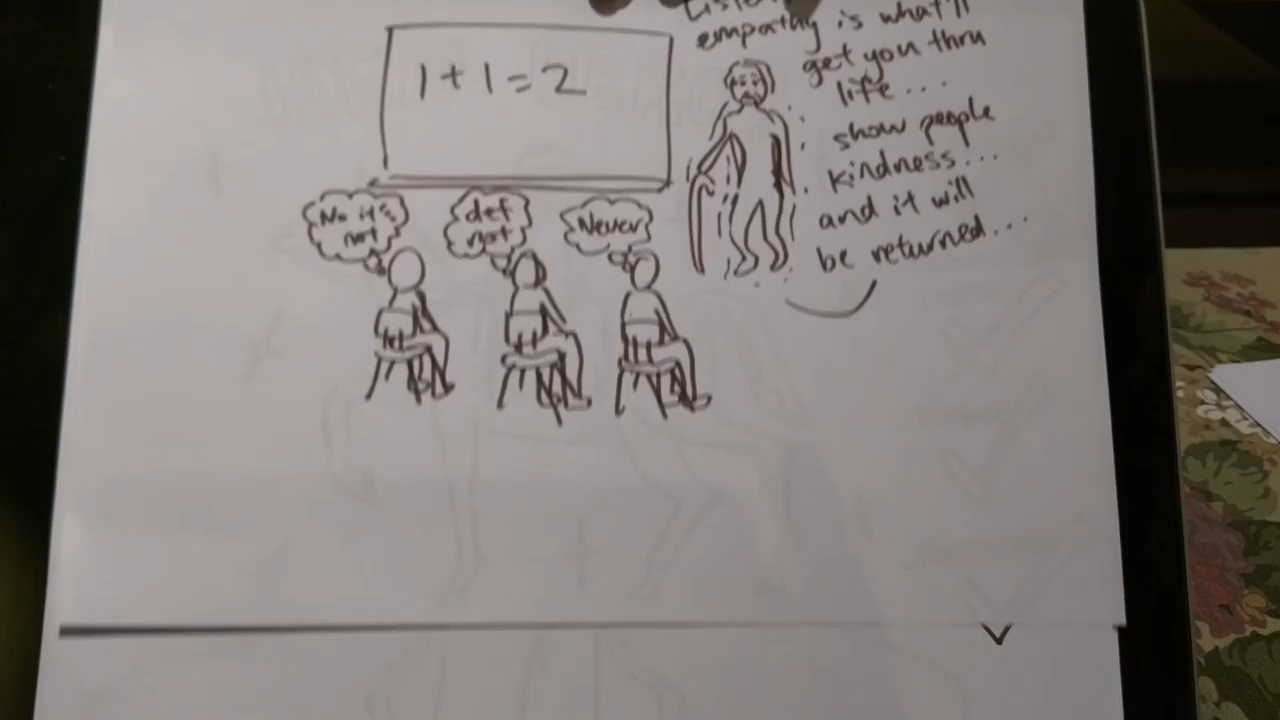 empathy is what'll
get you thru
life...
show people
kindness...
and it will
be returned...
1+1=2
No it's
not
def
not
Never